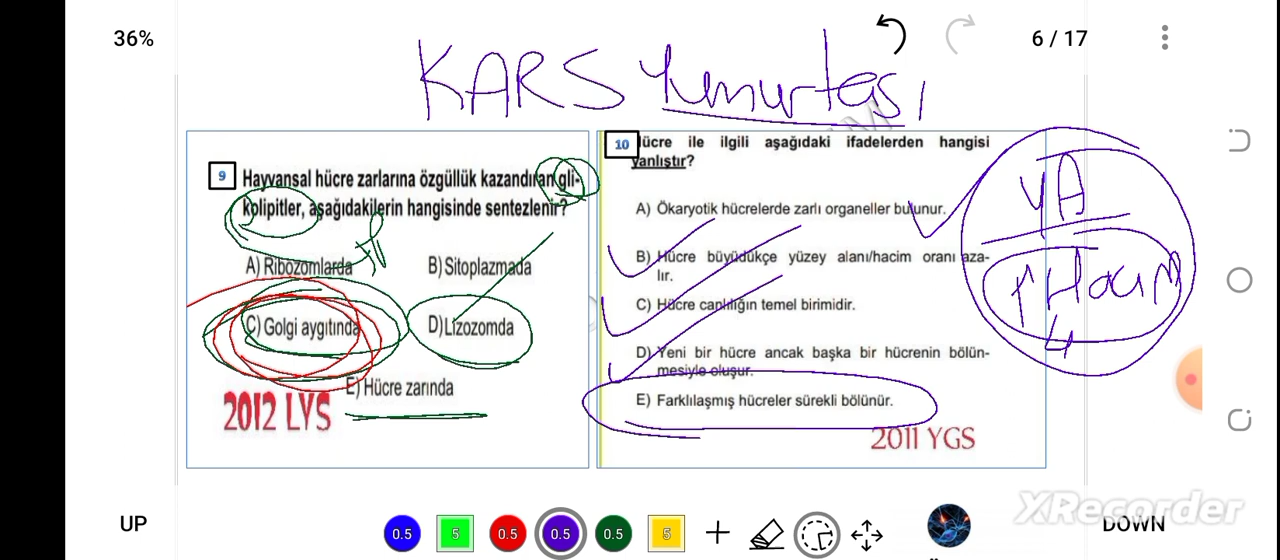 36%
6 / 17
KARS Yumurtası
9 Hayvansal hücre zarlarına özgüllük kazandıran gli-
kolipitler, aşağıdakilerin hangisinde sentezlenir?
A) Ribozomlarda
B) Sitoplazmada
C) Golgi aygıtında
D) Lizozomda
E) Hücre zarında
2012 LYS
10 Hücre ile ilgili aşağıdaki ifadelerden hangisi
yanlıştır?
A) Ökaryotik hücrelerde zarlı organeller bulunur.
B) Hücre büyüdükçe yüzey alanı/hacim oranı aza-
lır.
C) Hücre canlılığın temel birimidir.
D) Yeni bir hücre ancak başka bir hücrenin bölün-
mesiyle oluşur.
E) Farklılaşmış hücreler sürekli bölünür.
2011 YGS
YA
Hacım
UP
0.5 5 0.5 0.5 0.5 5
XRecorder
DOWN